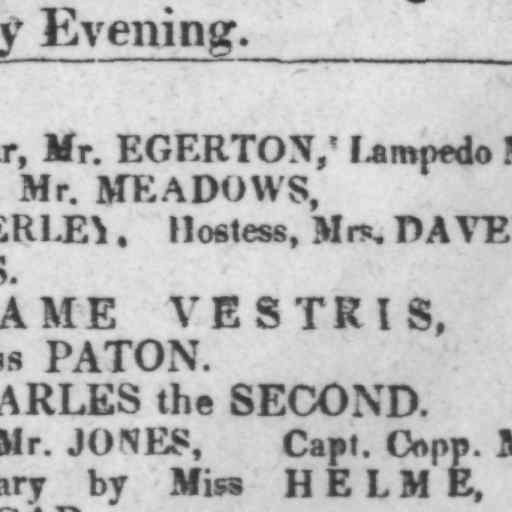 y Evening.
r, Mr. EGERTON, Lampedo
Mr. MEADOWS,
ERLEY. Hostess, Mrs. DAVE
S.
AME VESTRIS,
ss PATON.
ARLES the SECOND.
Mr. JONES, Capt. Copp. M
ary by Miss HELME,